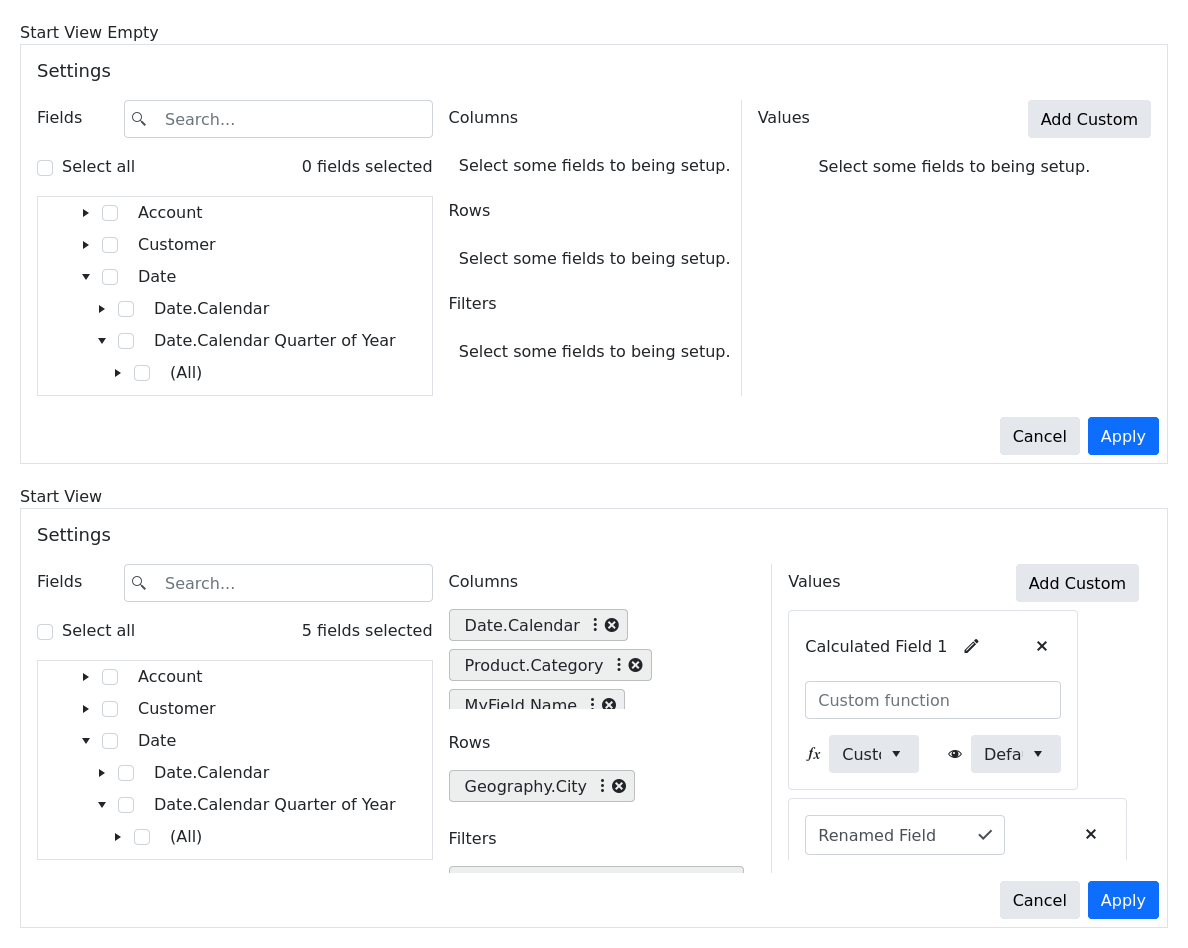 Start View Empty
Settings
Fields
Search...
Select all
0 fields selected
Account
Customer
Date
Date.Calendar
Date.Calendar Quarter of Year
(All)
Columns
Select some fields to being setup.
Rows
Select some fields to being setup.
Filters
Select some fields to being setup.
Values
Add Custom
Select some fields to being setup.
Cancel
Apply
Start View
Settings
Fields
Search...
Select all
5 fields selected
Account
Customer
Date
Date.Calendar
Date.Calendar Quarter of Year
(All)
Columns
Date.Calendar
Product.Category
MyField.Name
Rows
Geography.City
Filters
Values
Add Custom
Calculated Field 1
Custom function
fx
Custo
Defa
Renamed Field
Cancel
Apply